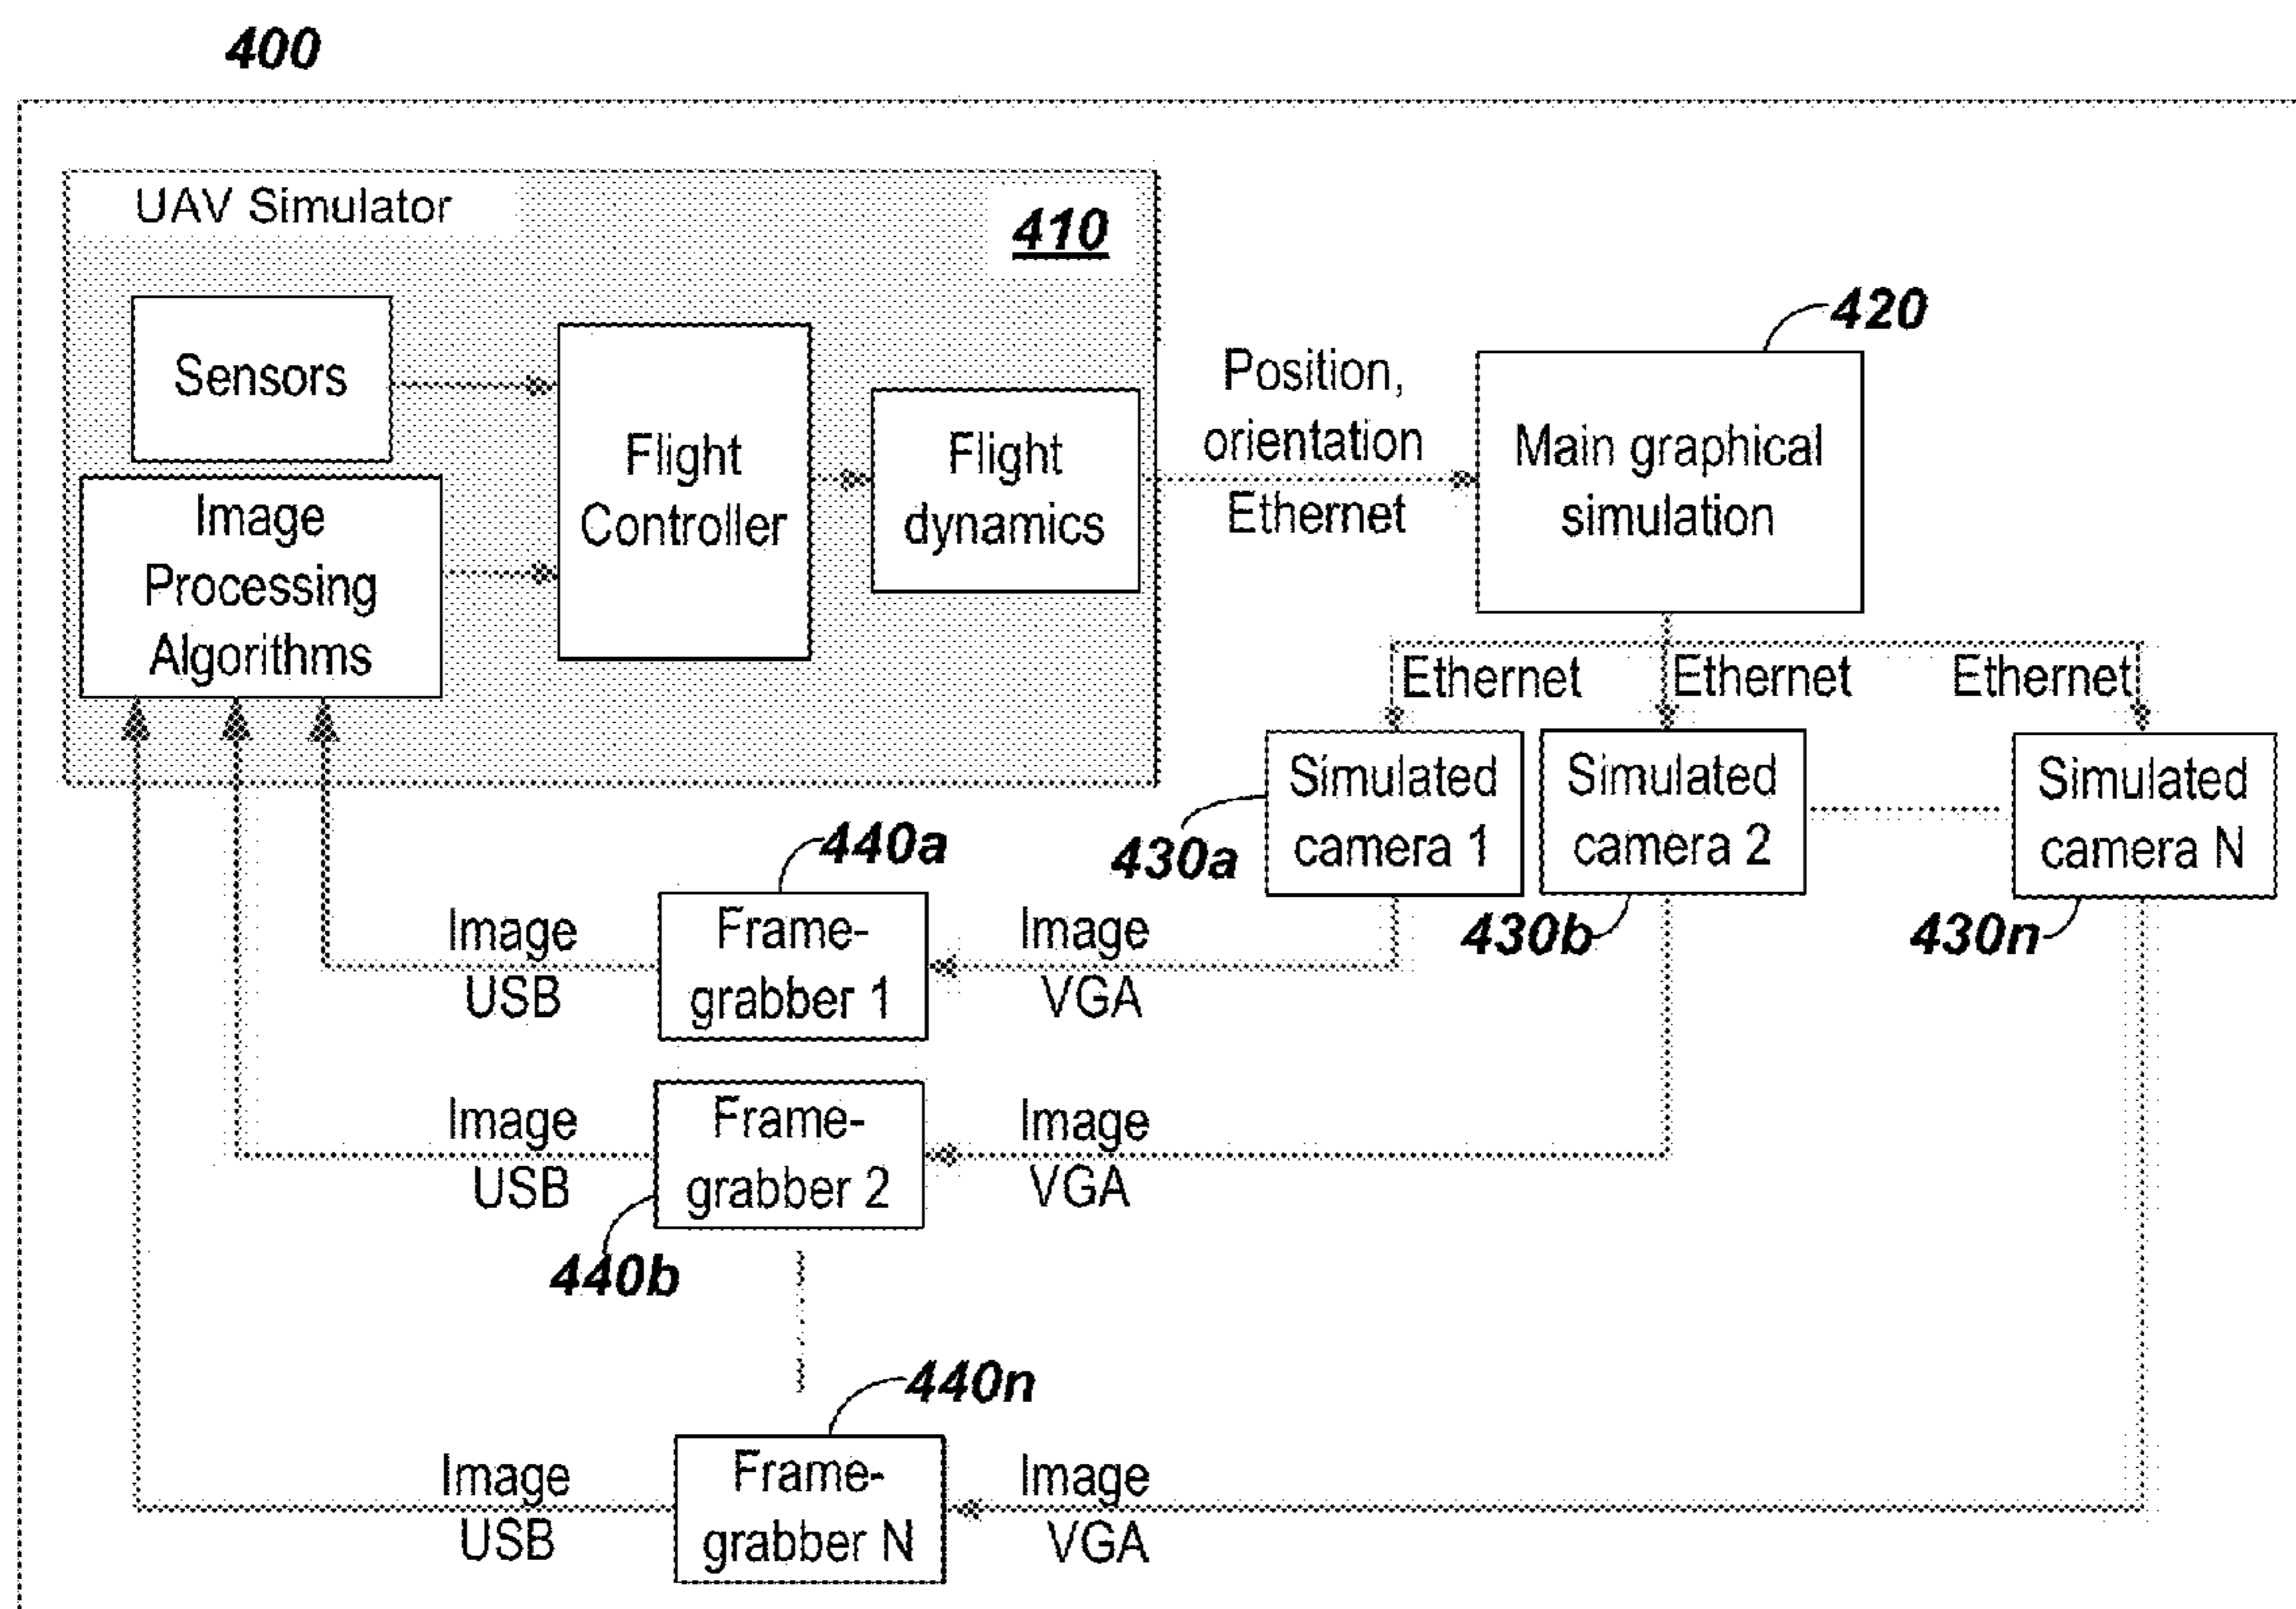 400
UAV Simulator
410
Sensors
Image
Processing
Algorithms
Flight
Controller
Flight
dynamics
Position,
orientation
Ethernet
420
Main graphical
simulation
Ethernet
Ethernet
Ethernet
Simulated
camera 1
430a
Simulated
camera 2
430b
Simulated
camera N
430n
440a
Frame-
grabber 1
Image
USB
Image
VGA
Frame-
grabber 2
440b
Image
USB
Image
VGA
440n
Frame-
grabber N
Image
USB
Image
VGA